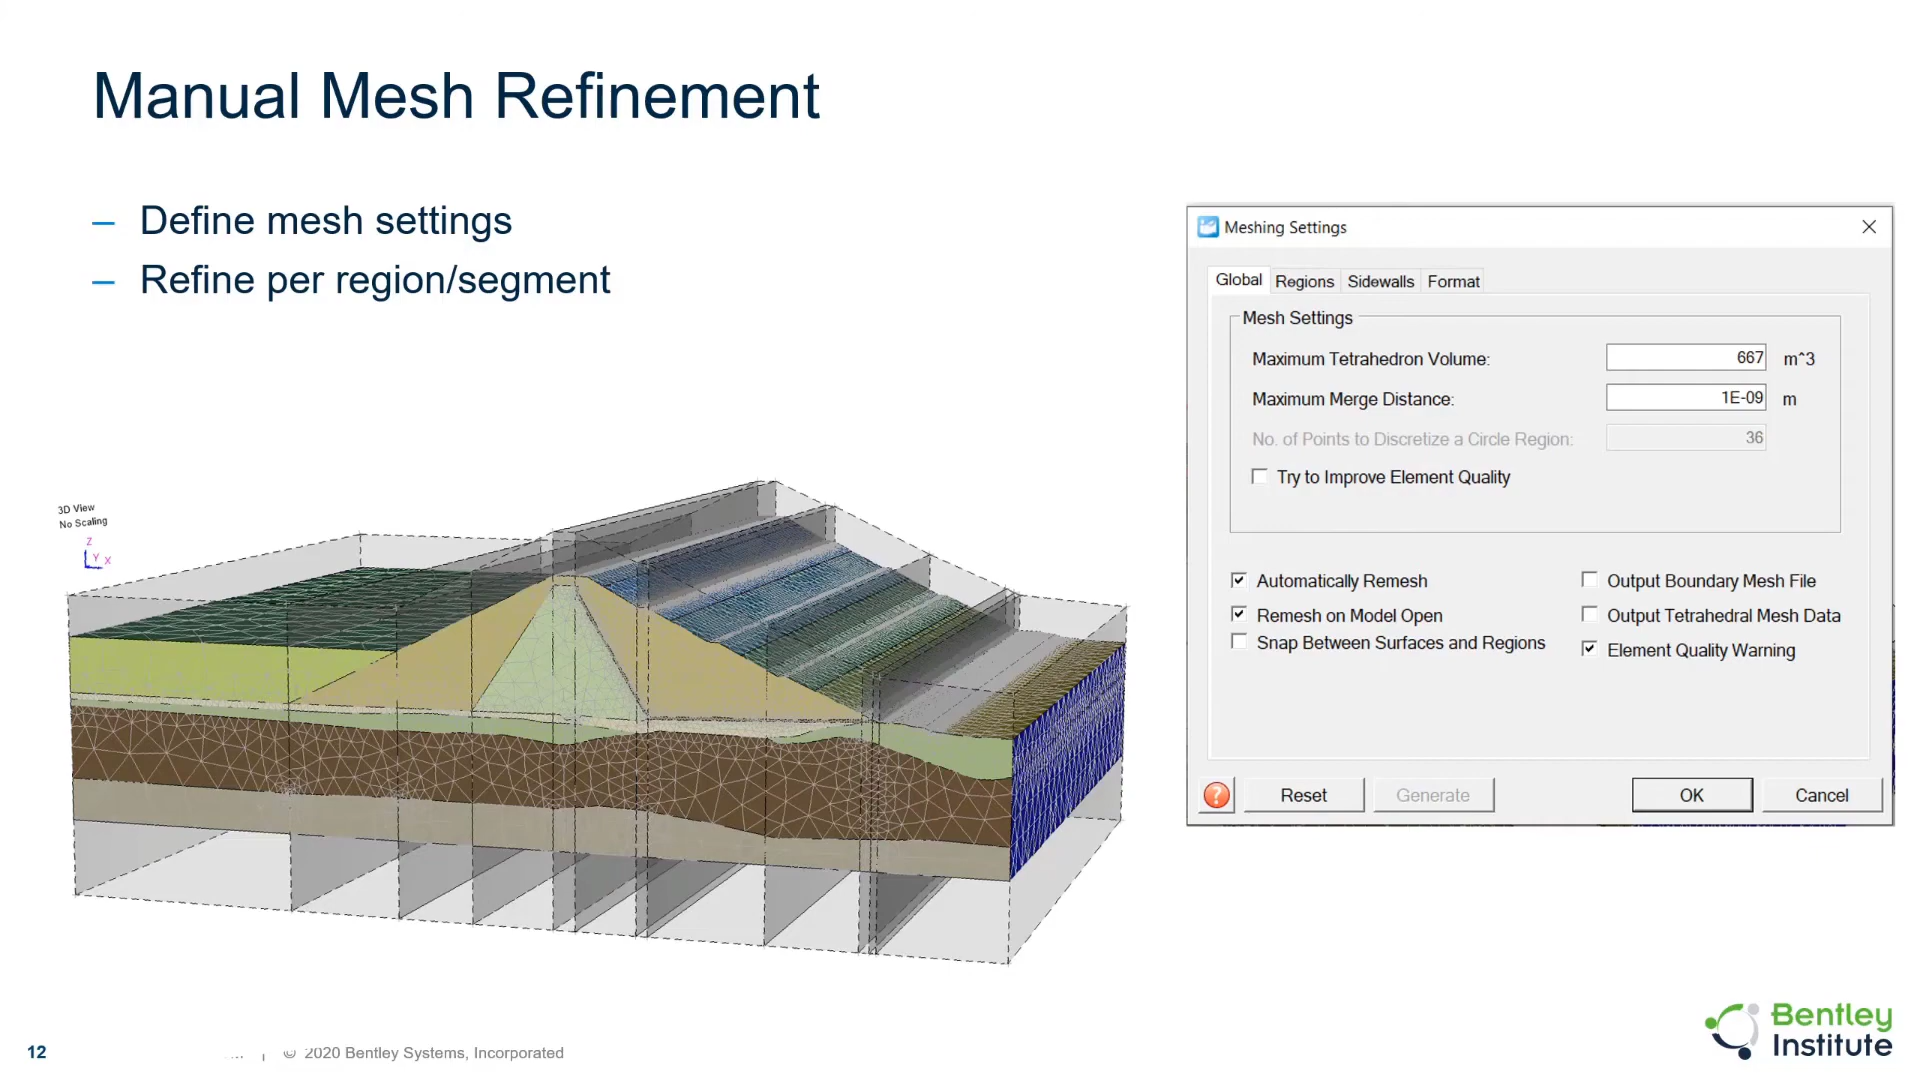 Manual Mesh Refinement
– Define mesh settings
– Refine per region/segment
3D View
No Scaling
Z
Y X
Meshing Settings
Global Regions Sidewalls Format
Mesh Settings
Maximum Tetrahedron Volume: 667 m^3
Maximum Merge Distance: 1E-09 m
No. of Points to Discretize a Circle Region: 36
Try to Improve Element Quality
Automatically Remesh
Output Boundary Mesh File
Remesh on Model Open
Output Tetrahedral Mesh Data
Snap Between Surfaces and Regions
Element Quality Warning
? Reset Generate OK Cancel
12 | © 2020 Bentley Systems, Incorporated
Bentley
Institute